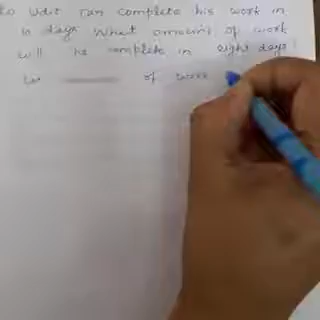 to Udit can complete his work in
10 days what amount of work
will he complete in eight days
of work